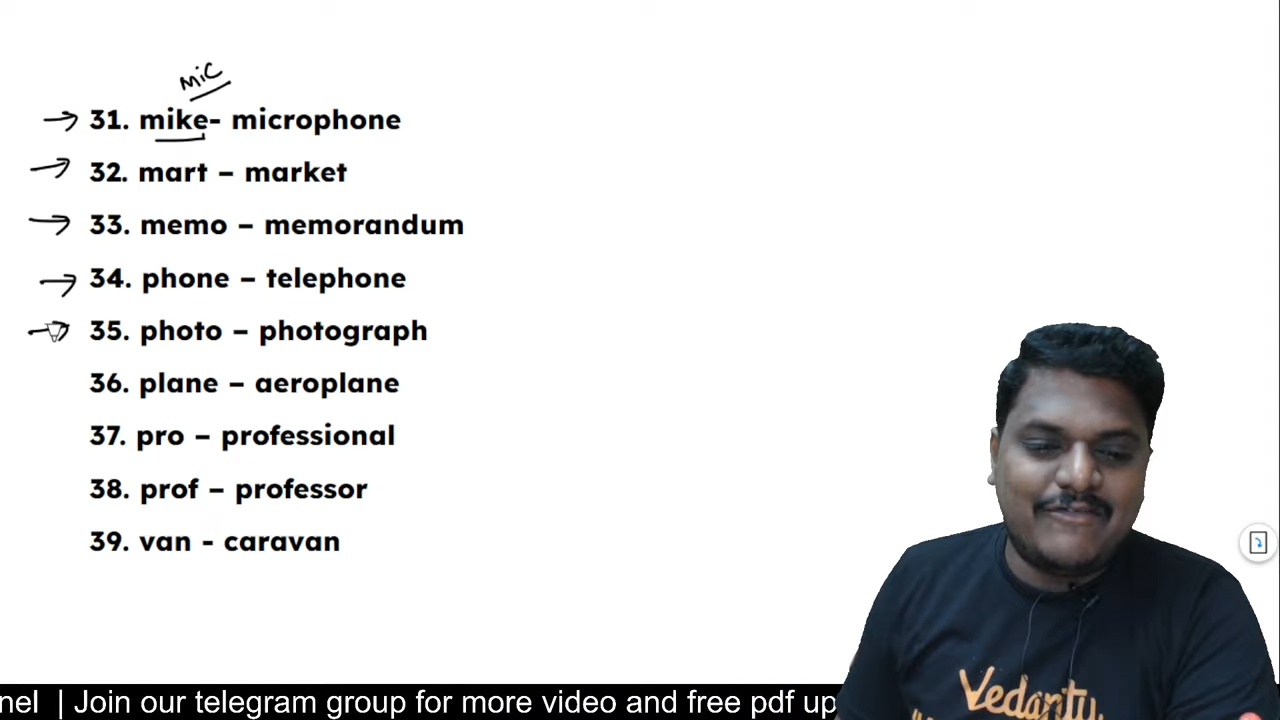 mic
31. mike- microphone
32. mart – market
33. memo – memorandum
34. phone – telephone
35. photo – photograph
36. plane – aeroplane
37. pro – professional
38. prof – professor
39. van - caravan
Vedantu
nel | Join our telegram group for more video and free pdf up